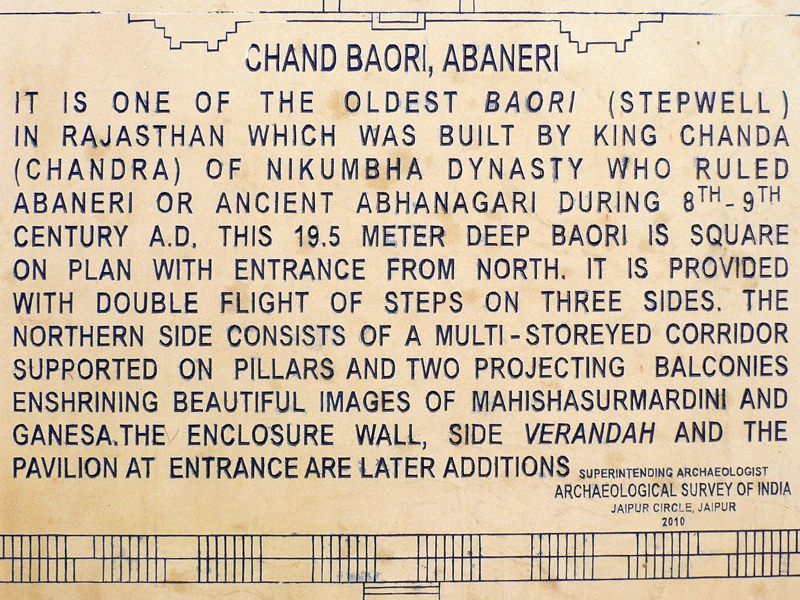 CHAND BAORI, ABANERI
IT IS ONE OF THE OLDEST BAORI (STEPWELL)
IN RAJASTHAN WHICH WAS BUILT BY KING CHANDA
(CHANDRA) OF NIKUMBHA DYNASTY WHO RULED
ABANERI OR ANCIENT ABHANAGARI DURING 8TH-9TH
CENTURY A.D. THIS 19.5 METER DEEP BAORI IS SQUARE
ON PLAN WITH ENTRANCE FROM NORTH. IT IS PROVIDED
WITH DOUBLE FLIGHT OF STEPS ON THREE SIDES. THE
NORTHERN SIDE CONSISTS OF A MULTI-STOREYED CORRIDOR
SUPPORTED ON PILLARS AND TWO PROJECTING BALCONIES
ENSHRINING BEAUTIFUL IMAGES OF MAHISHASURMARDINI AND
GANESA.THE ENCLOSURE WALL, SIDE VERANDAH AND THE
PAVILION AT ENTRANCE ARE LATER ADDITIONS
SUPERINTENDING ARCHAEOLOGIST
ARCHAEOLOGICAL SURVEY OF INDIA
JAIPUR CIRCLE, JAIPUR
2010